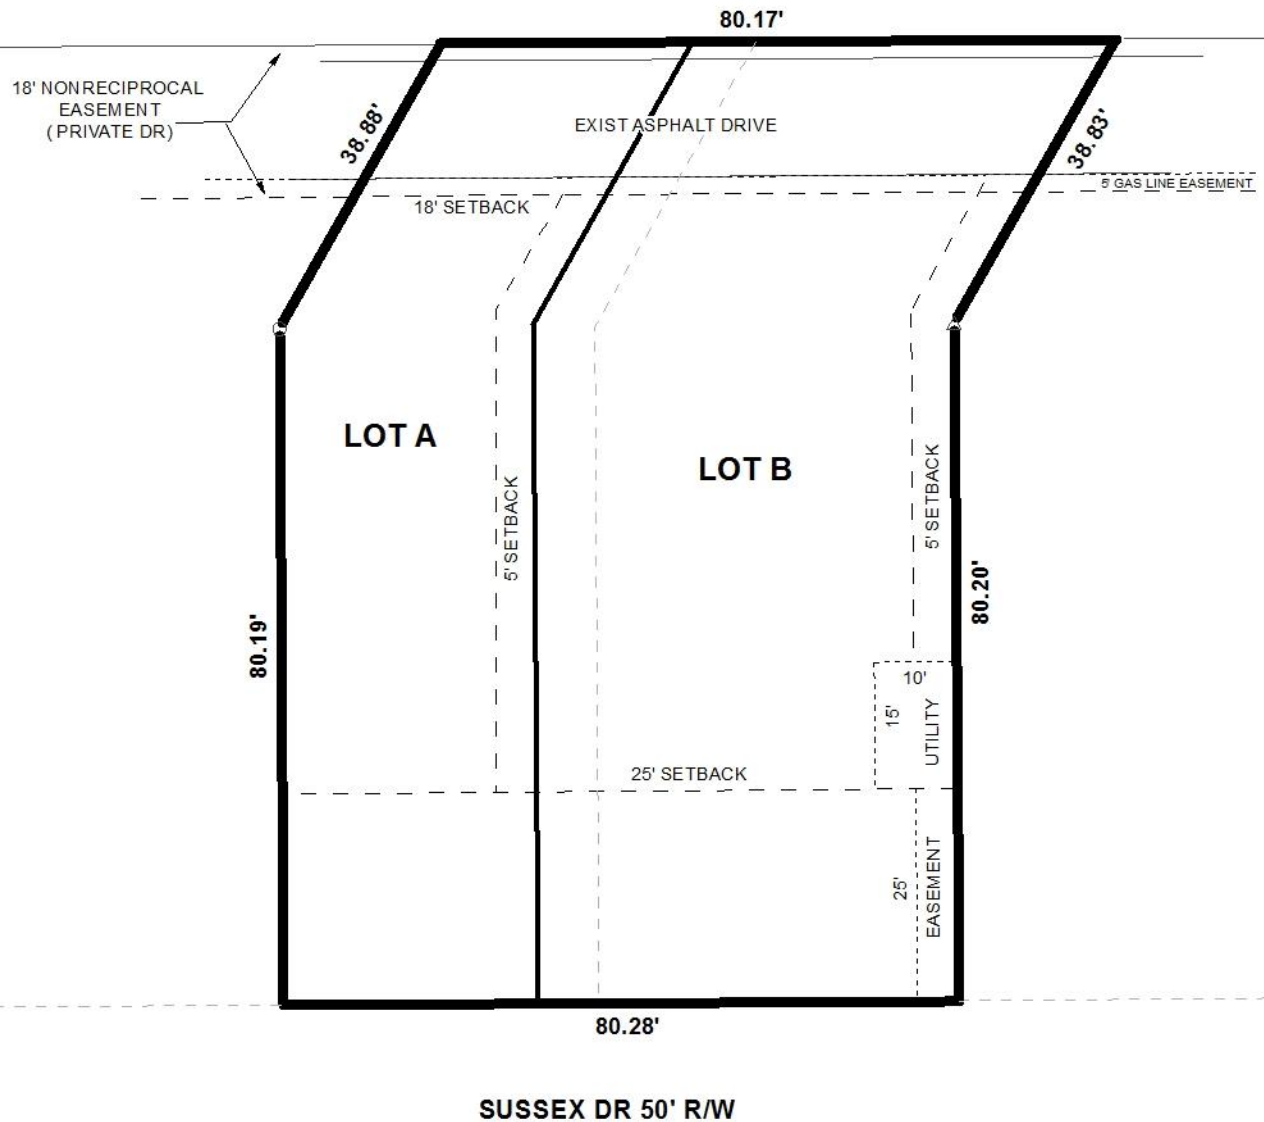 80.17'
18' NONRECIPROCAL
EASEMENT
(PRIVATE DR)
38.88'
EXIST ASPHALT DRIVE
38.83'
5' GAS LINE EASEMENT
18' SETBACK
LOT A
LOT B
5' SETBACK
5' SETBACK
80.19'
80.20'
10'
15'
UTILITY
25' SETBACK
25'
EASEMENT
80.28'
SUSSEX DR 50' R/W